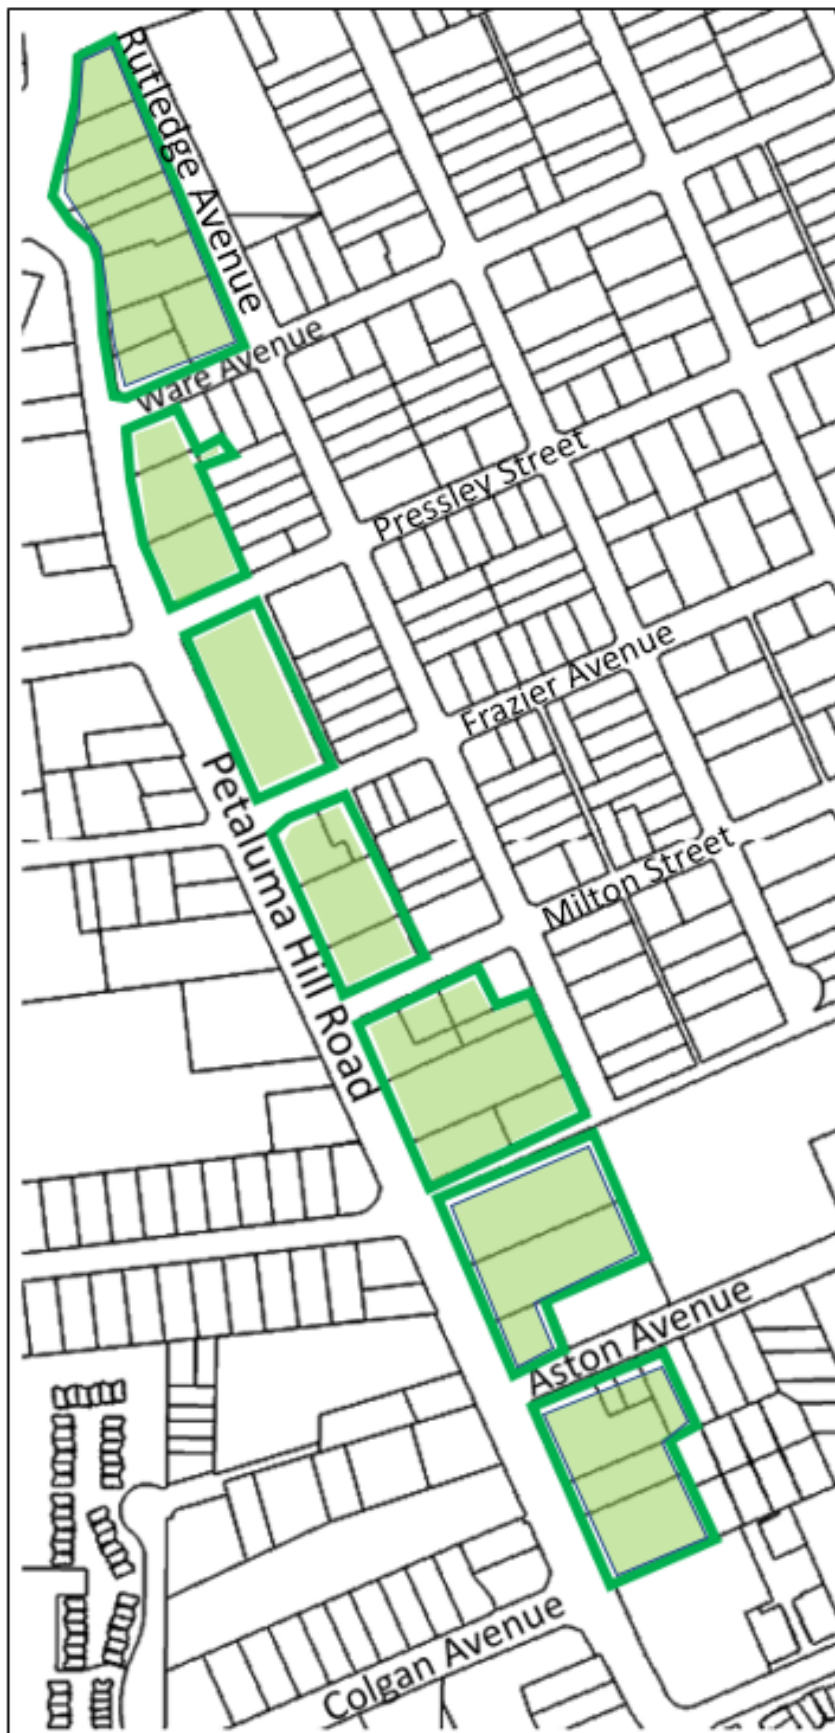 Rutledge Avenue
Ware Avenue
Pressley Street
Frazier Avenue
Petaluma Hill Road
Milton Street
Aston Avenue
Colgan Avenue